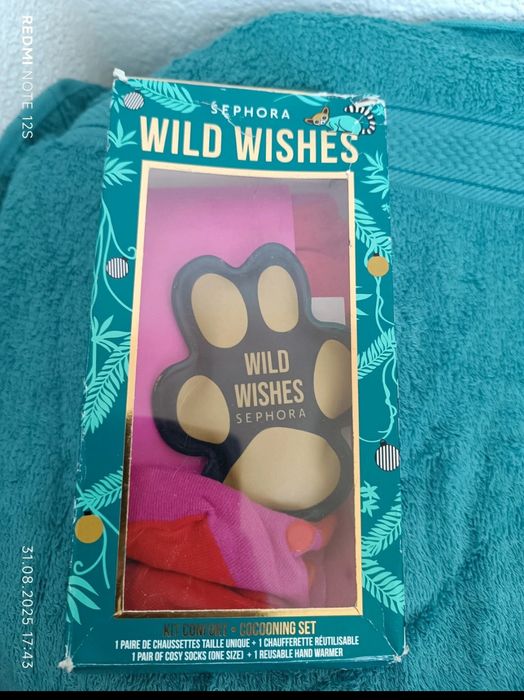 SEPHORA
WILD WISHES
WILD
WISHES
SEPHORA
KIT CONFORT • COCOONING SET
1 PAIRE DE CHAUSSETTES TAILLE UNIQUE + 1 CHAUFFERETTE RÉUTILISABLE
1 PAIR OF COSY SOCKS (ONE SIZE) + 1 REUSABLE HAND WARMER
REDMI NOTE 12S
31.08.2025 17:43